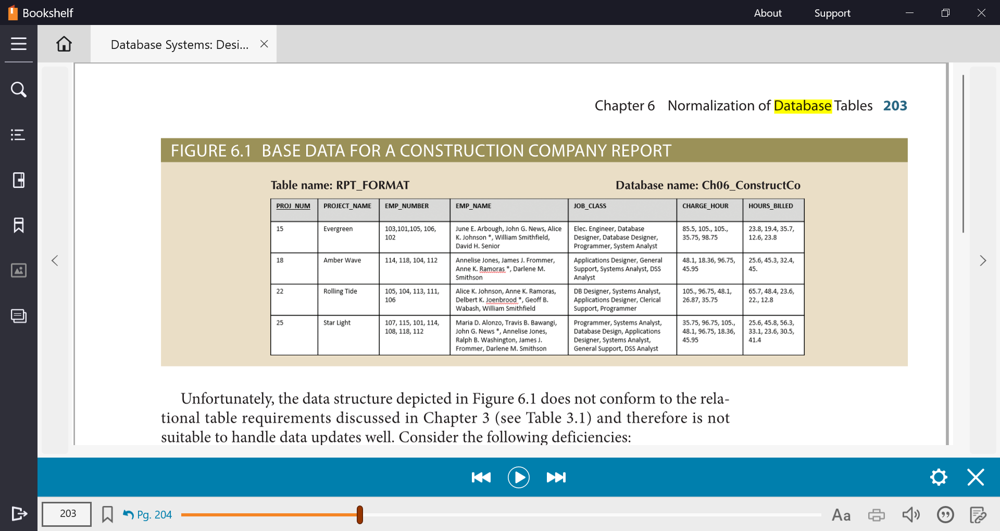 Bookshelf
About Support
Database Systems: Desi...
Chapter 6 Normalization of Database Tables 203
FIGURE 6.1 BASE DATA FOR A CONSTRUCTION COMPANY REPORT
Table name: RPT_FORMAT Database name: Ch06_ConstructCo
PROJ_NUM PROJECT_NAME EMP_NUMBER EMP_NAME JOB_CLASS CHARGE_HOUR HOURS_BILLED
15 Evergreen 103,101,105, 106, June E. Arbough, John G. News, Alice Elec. Engineer, Database 85.5, 105., 105., 23.8, 19.4, 35.7,
102 K. Johnson *, William Smithfield, Designer, Database Designer, 35.75, 98.75 12.6, 23.8
David H. Senior Programmer, System Analyst
18 Amber Wave 114, 118, 104, 112 Annelise Jones, James J. Frommer, Applications Designer, General 48.1, 18.36, 96.75, 25.6, 45.3, 32.4,
Anne K. Ramoras *, Darlene M. Support, Systems Analyst, DSS 45.95 45.
Smithson Analyst
22 Rolling Tide 105, 104, 113, 111, Alice K. Johnson, Anne K. Ramoras, DB Designer, Systems Analyst, 105., 96.75, 48.1, 65.7, 48.4, 23.6,
106 Delbert K. Joenbrood *, Geoff B. Applications Designer, Clerical 26.87, 35.75 22., 12.8
Wabash, William Smithfield Support, Programmer
25 Star Light 107, 115, 101, 114, Maria D. Alonzo, Travis B. Bawangi, Programmer, Systems Analyst, 35.75, 96.75, 105., 25.6, 45.8, 56.3,
108, 118, 112 John G. News *, Annelise Jones, Database Design, Applications 48.1, 96.75, 18.36, 33.1, 23.6, 30.5,
Ralph B. Washington, James J. Designer, Systems Analyst, 45.95 41.4
Frommer, Darlene M. Smithson General Support, DSS Analyst
Unfortunately, the data structure depicted in Figure 6.1 does not conform to the rela-
tional table requirements discussed in Chapter 3 (see Table 3.1) and therefore is not
suitable to handle data updates well. Consider the following deficiencies:
203 Pg. 204 Aa